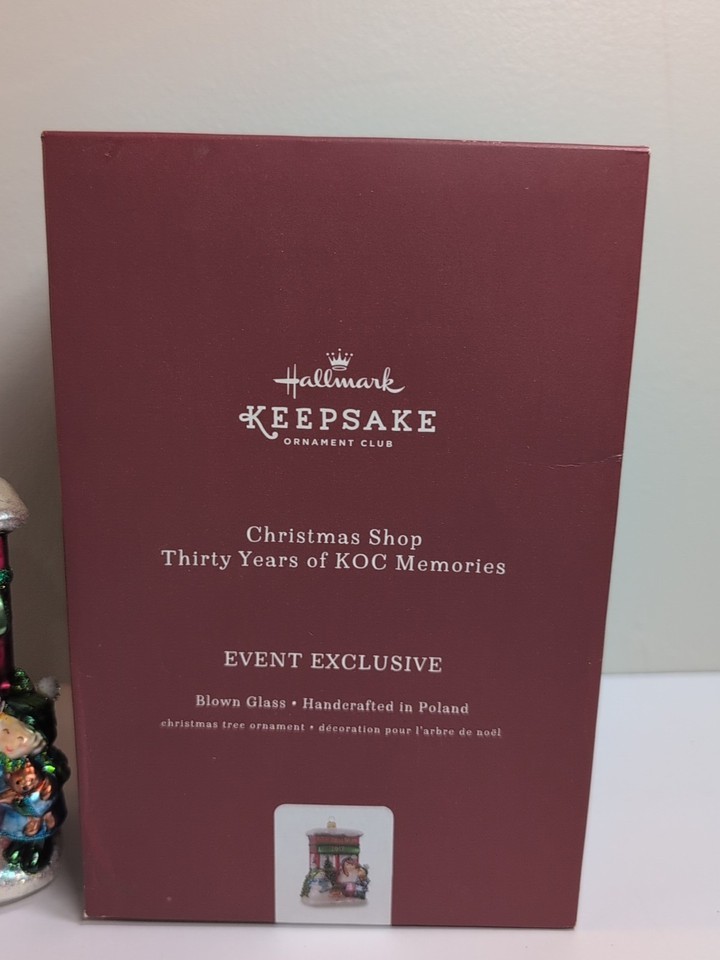 Hallmark
KEEPSAKE
ORNAMENT CLUB
Christmas Shop
Thirty Years of KOC Memories
EVENT EXCLUSIVE
Blown Glass • Handcrafted in Poland
christmas tree ornament • décoration pour l'arbre de noël